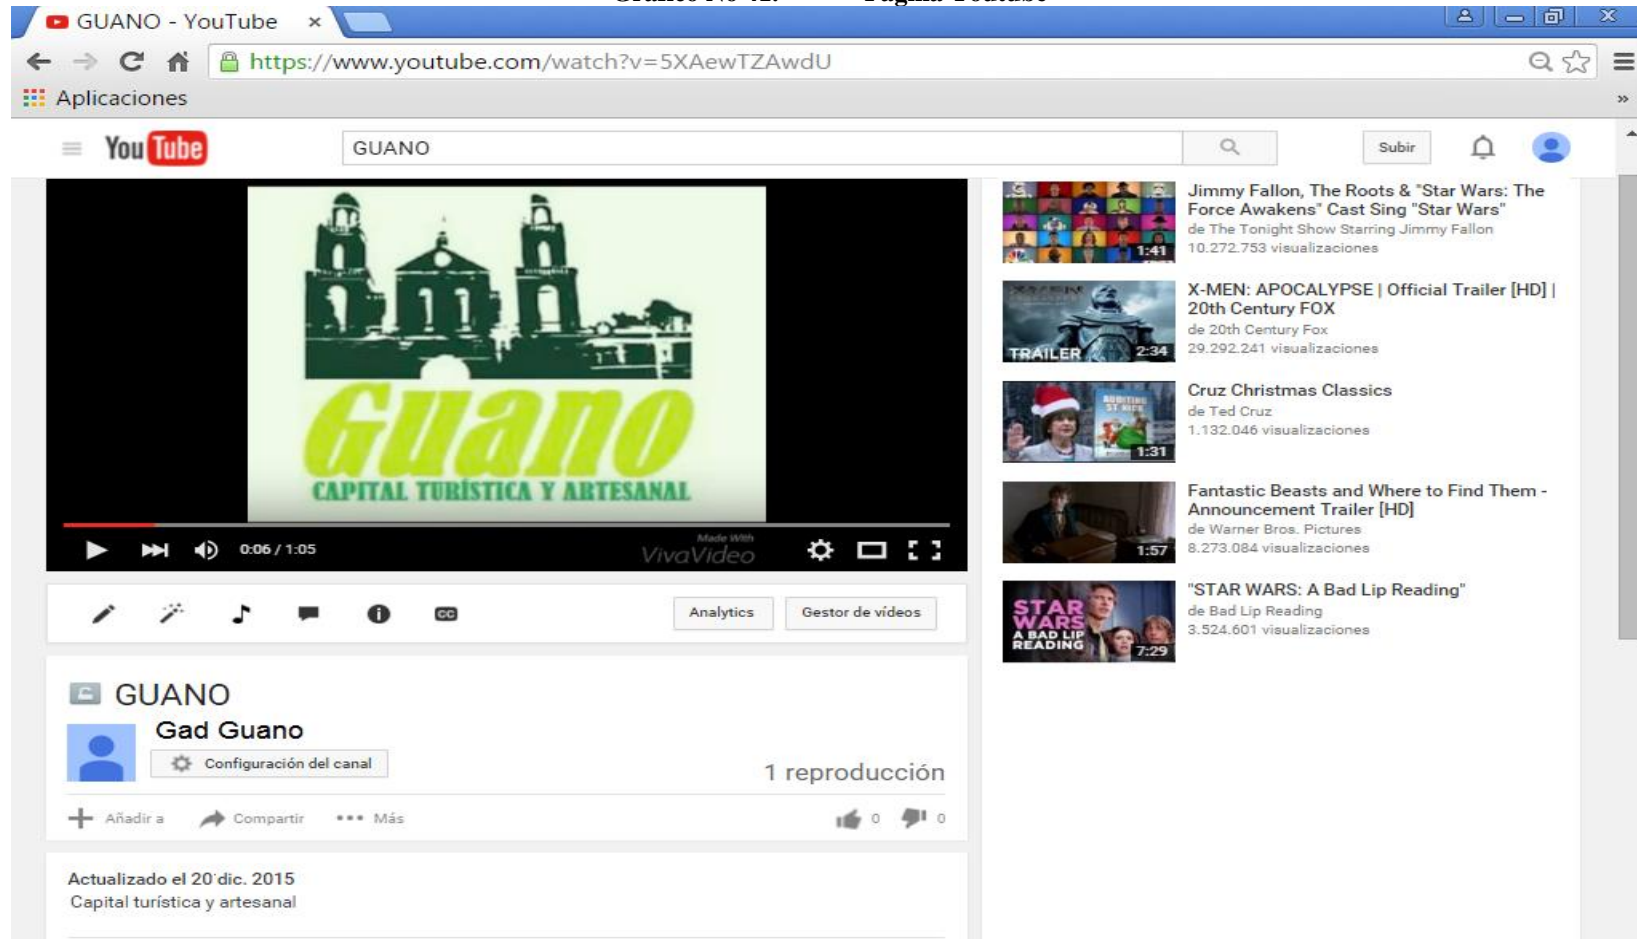 GUANO - YouTube
https://www.youtube.com/watch?v=5XAewTZAwdU
Aplicaciones
YouTube
GUANO
Subir
Guano
CAPITAL TURÍSTICA Y ARTESANAL
0:06 / 1:05
Made With
VivaVideo
CC
Analytics
Gestor de vídeos
GUANO
Gad Guano
Configuración del canal
1 reproducción
Añadir a
Compartir
Más
0
0
Actualizado el 20 dic. 2015
Capital turística y artesanal
1:41
Jimmy Fallon, The Roots & "Star Wars: The
Force Awakens" Cast Sing "Star Wars"
de The Tonight Show Starring Jimmy Fallon
10.272.753 visualizaciones
TRAILER
2:34
X-MEN: APOCALYPSE | Official Trailer [HD] |
20th Century FOX
de 20th Century Fox
29.292.241 visualizaciones
AUDITING
ST. NICK
1:31
Cruz Christmas Classics
de Ted Cruz
1.132.046 visualizaciones
1:57
Fantastic Beasts and Where to Find Them -
Announcement Trailer [HD]
de Warner Bros. Pictures
8.273.084 visualizaciones
STAR
WARS
A BAD LIP
READING
7:29
"STAR WARS: A Bad Lip Reading"
de Bad Lip Reading
3.524.601 visualizaciones